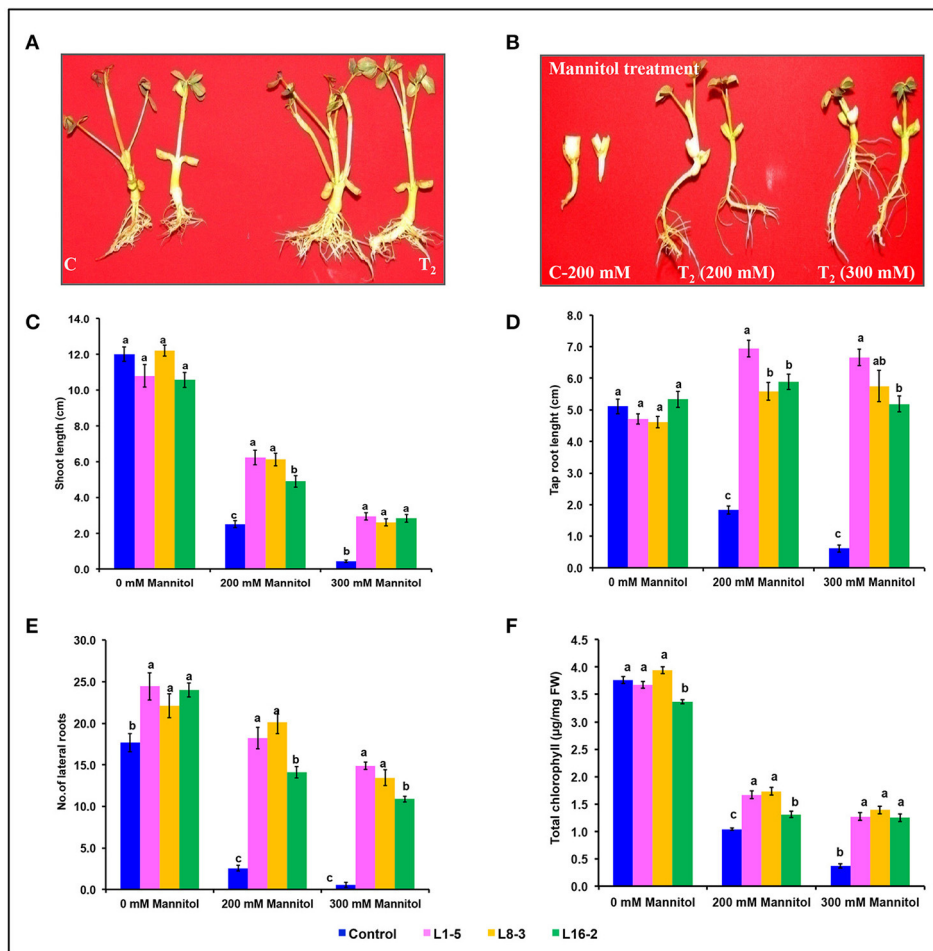 A
C
T2
B
Mannitol treatment
C-200 mM
T2 (200 mM)
T2 (300 mM)
C
Shoot length (cm)
12.0
10.0
8.0
6.0
4.0
2.0
0.0
a
a
a
a
c
a
a
b
b
a
a
a
0 mM Mannitol
200 mM Mannitol
300 mM Mannitol
D
Tap root lenght (cm)
8.0
7.0
6.0
5.0
4.0
3.0
2.0
1.0
0.0
a
a
a
a
c
a
b
b
c
a
ab
b
0 mM Mannitol
200 mM Mannitol
300 mM Mannitol
E
No.of lateral roots
30.0
25.0
20.0
15.0
10.0
5.0
0.0
b
a
a
a
c
a
a
b
c
a
a
b
0 mM Mannitol
200 mM Mannitol
300 mM Mannitol
F
Total chlorophyll (µg/mg FW)
4.5
4.0
3.5
3.0
2.5
2.0
1.5
1.0
0.5
0.0
a
a
a
b
c
a
a
b
b
a
a
a
0 mM Mannitol
200 mM Mannitol
300 mM Mannitol
Control
L1-5
L8-3
L16-2